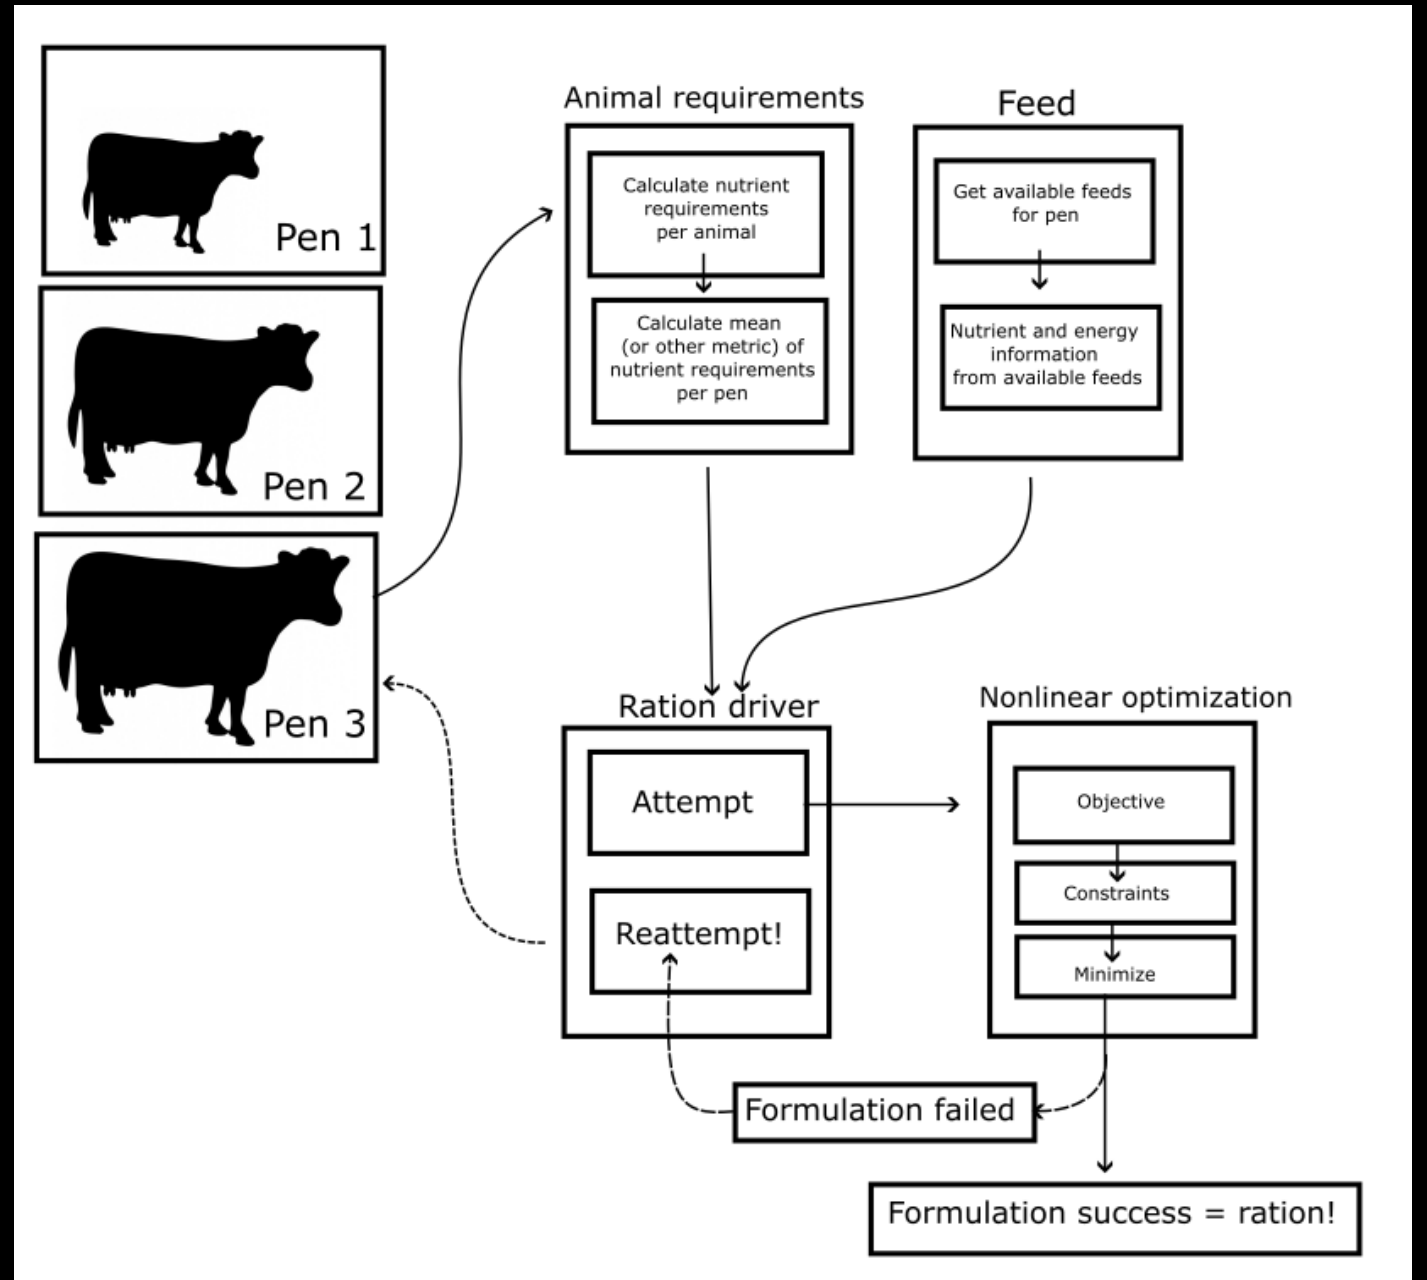 Pen 1
Pen 2
Pen 3
Animal requirements
Calculate nutrient
requirements
per animal
Calculate mean
(or other metric) of
nutrient requirements
per pen
Feed
Get available feeds
for pen
Nutrient and energy
information
from available feeds
Ration driver
Attempt
Reattempt!
Nonlinear optimization
Objective
Constraints
Minimize
Formulation failed
Formulation success = ration!